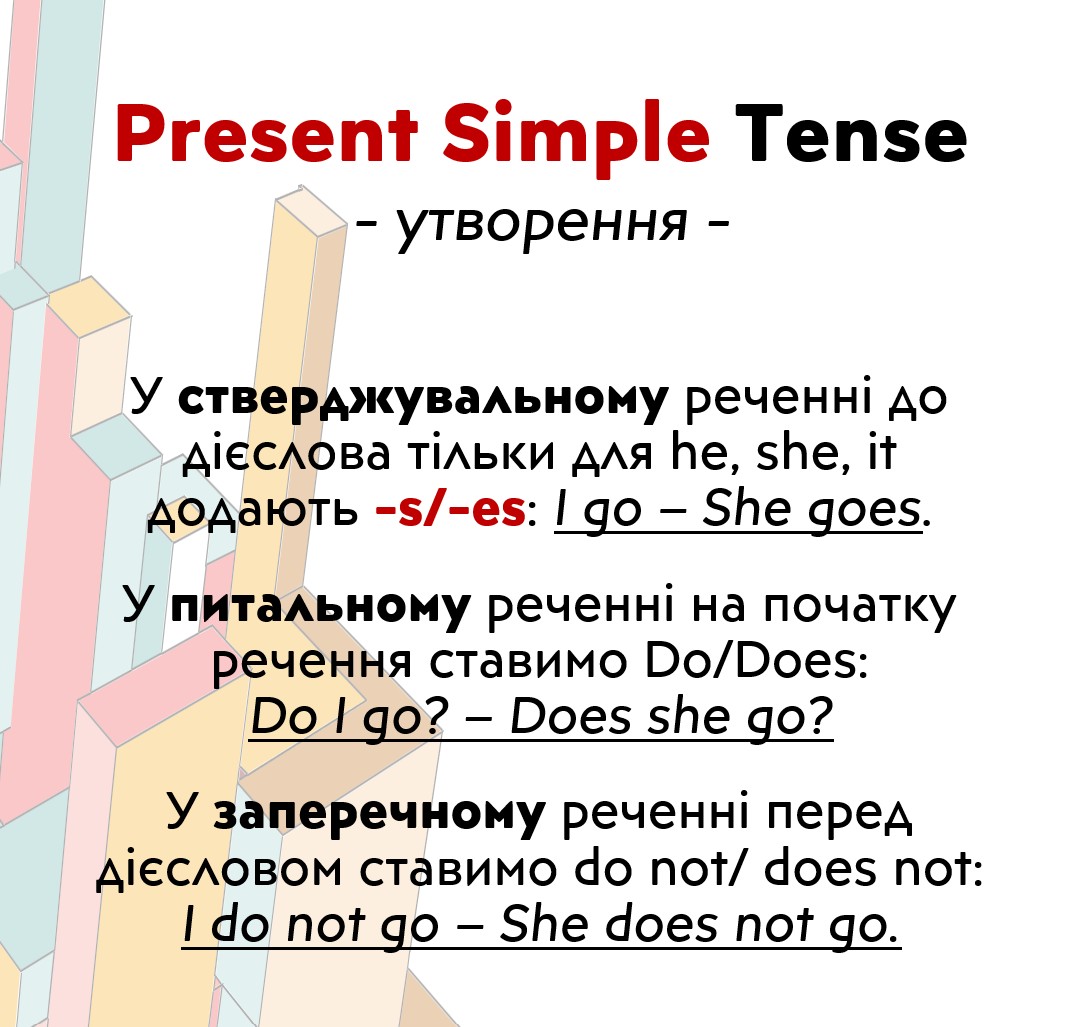 Present Simple Tense
- утворення -
У стверджувальному реченні до
дієслова тільки для he, she, it
додають -s/-es: I go – She goes.
У питальному реченні на початку
речення ставимо Do/Does:
Do I go? – Does she go?
У заперечному реченні перед
дієсловом ставимо do not/ does not:
I do not go – She does not go.